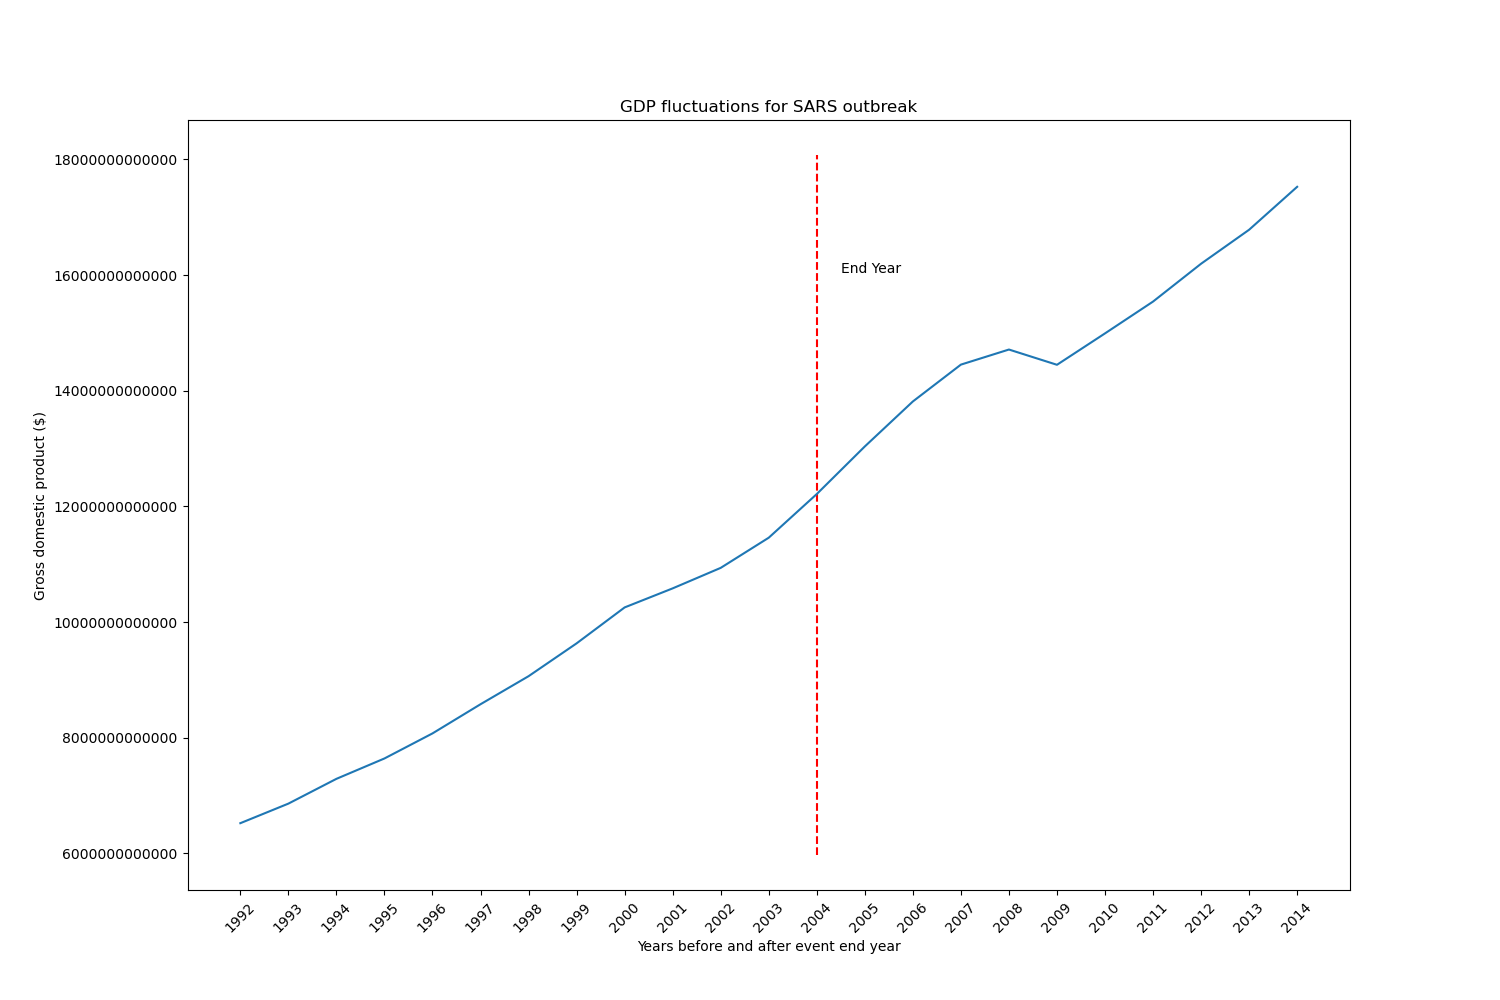 GDP fluctuations for SARS outbreak
18000000000000
16000000000000
14000000000000
12000000000000
10000000000000
8000000000000
6000000000000
Gross domestic product ($)
End Year
1992 1993 1994 1995 1996 1997 1998 1999 2000 2001 2002 2003 2004 2005 2006 2007 2008 2009 2010 2011 2012 2013 2014
Years before and after event end year